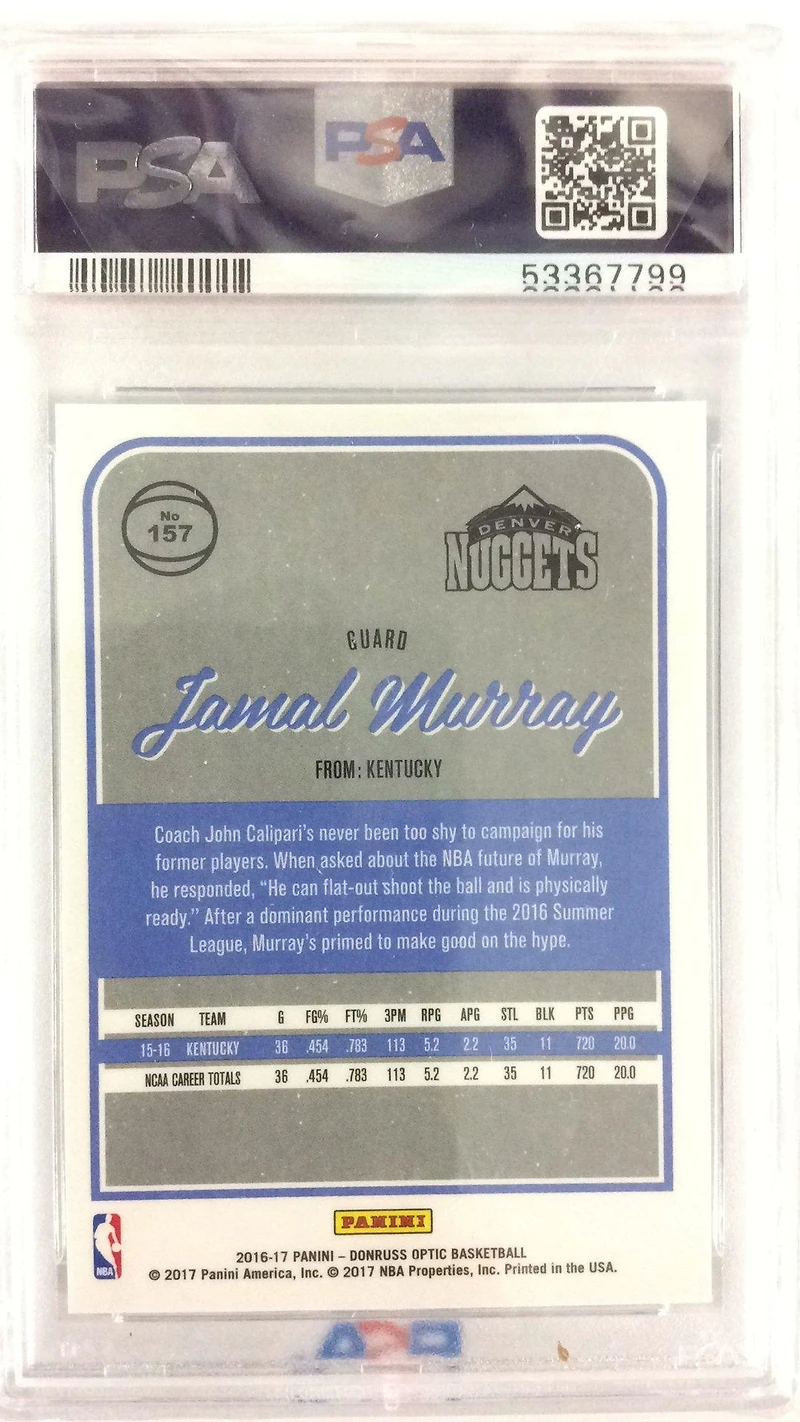 PSA
PSA
53367799
No
157
DENVER
NUGGETS
GUARD
Jamal Murray
FROM: KENTUCKY
Coach John Calipari's never been too shy to campaign for his
former players. When asked about the NBA future of Murray,
he responded, "He can flat-out shoot the ball and is physically
ready." After a dominant performance during the 2016 Summer
League, Murray's primed to make good on the hype.
SEASON TEAM G FG% FT% 3PM RPG APG STL BLK PTS PPG
15-16 KENTUCKY 36 .454 .783 113 5.2 2.2 35 11 720 20.0
NCAA CAREER TOTALS 36 .454 .783 113 5.2 2.2 35 11 720 20.0
PANINI
NBA
2016-17 PANINI – DONRUSS OPTIC BASKETBALL
© 2017 Panini America, Inc. © 2017 NBA Properties, Inc. Printed in the USA.